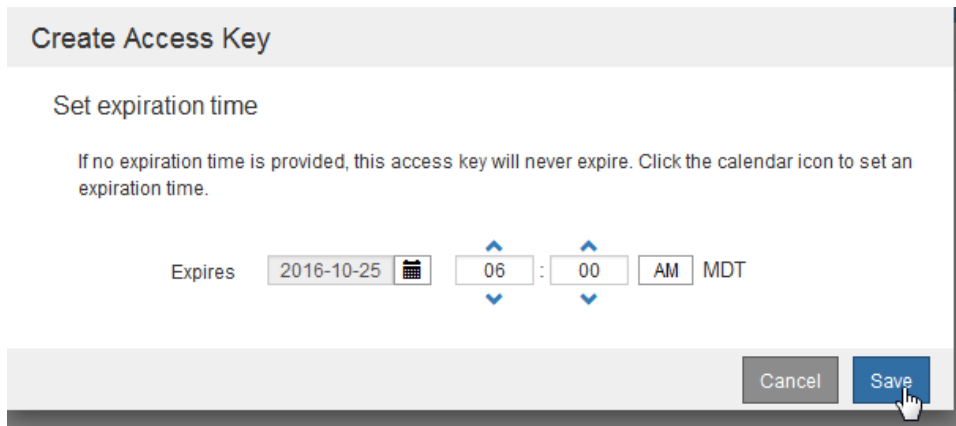 Create Access Key
Set expiration time
If no expiration time is provided, this access key will never expire. Click the calendar icon to set an
expiration time.
Expires 2016-10-25 06 : 00 AM MDT
Cancel Save